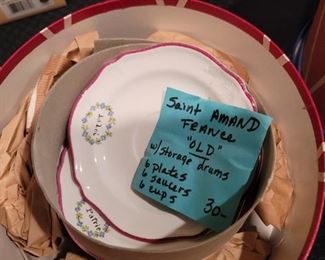 Saint AMAND
FRANCE
"OLD"
w/ storage drums
6 plates
6 saucers
6 cups
30-